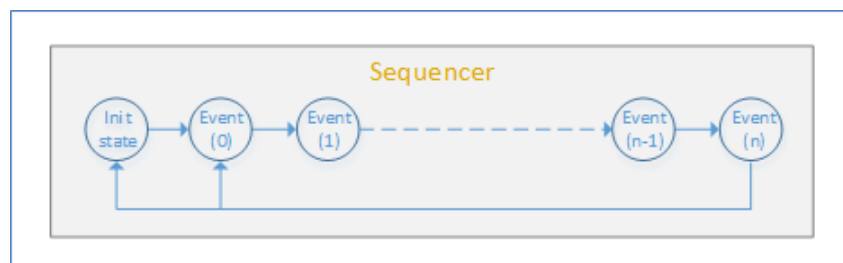 Sequencer
Init
state
Event
(0)
Event
(1)
Event
(n-1)
Event
(n)